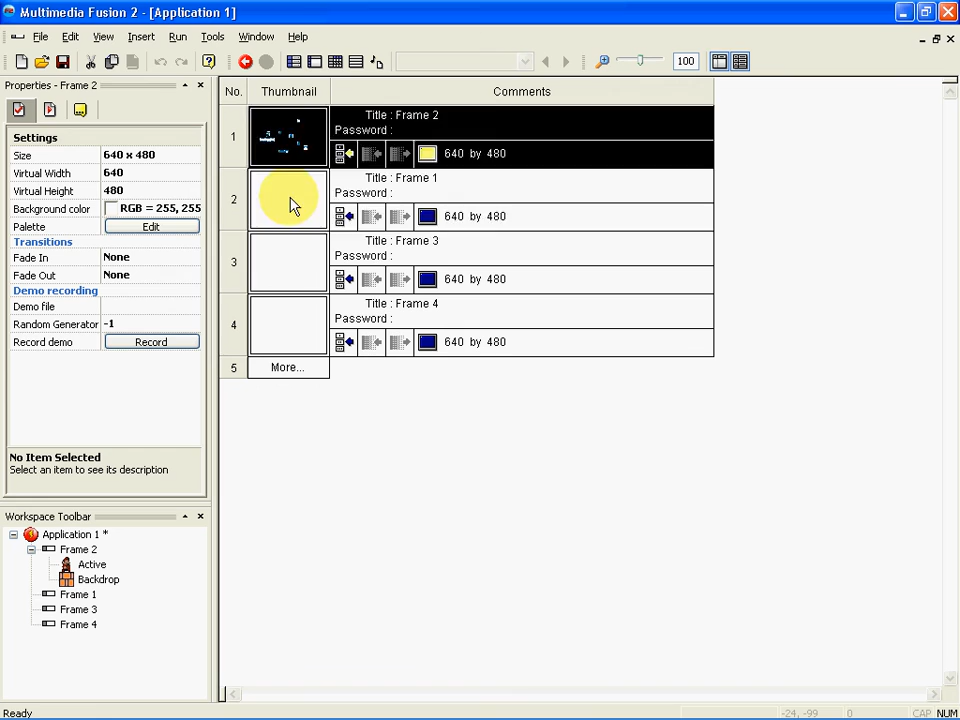 Multimedia Fusion 2 - [Application 1]
File Edit View Insert Run Tools Window Help
100
Properties - Frame 2
Settings
Size 640 x 480
Virtual Width 640
Virtual Height 480
Background color RGB = 255, 255
Palette Edit
Transitions
Fade In None
Fade Out None
Demo recording
Demo file
Random Generator -1
Record demo Record
No Item Selected
Select an item to see its description
Workspace Toolbar
Application 1 *
Frame 2
Active
Backdrop
Frame 1
Frame 3
Frame 4
No. Thumbnail Comments
1 Title : Frame 2
Password :
640 by 480
2 Title : Frame 1
Password :
640 by 480
3 Title : Frame 3
Password :
640 by 480
4 Title : Frame 4
Password :
640 by 480
5 More...
Ready -24, -99 0 CAP NUM